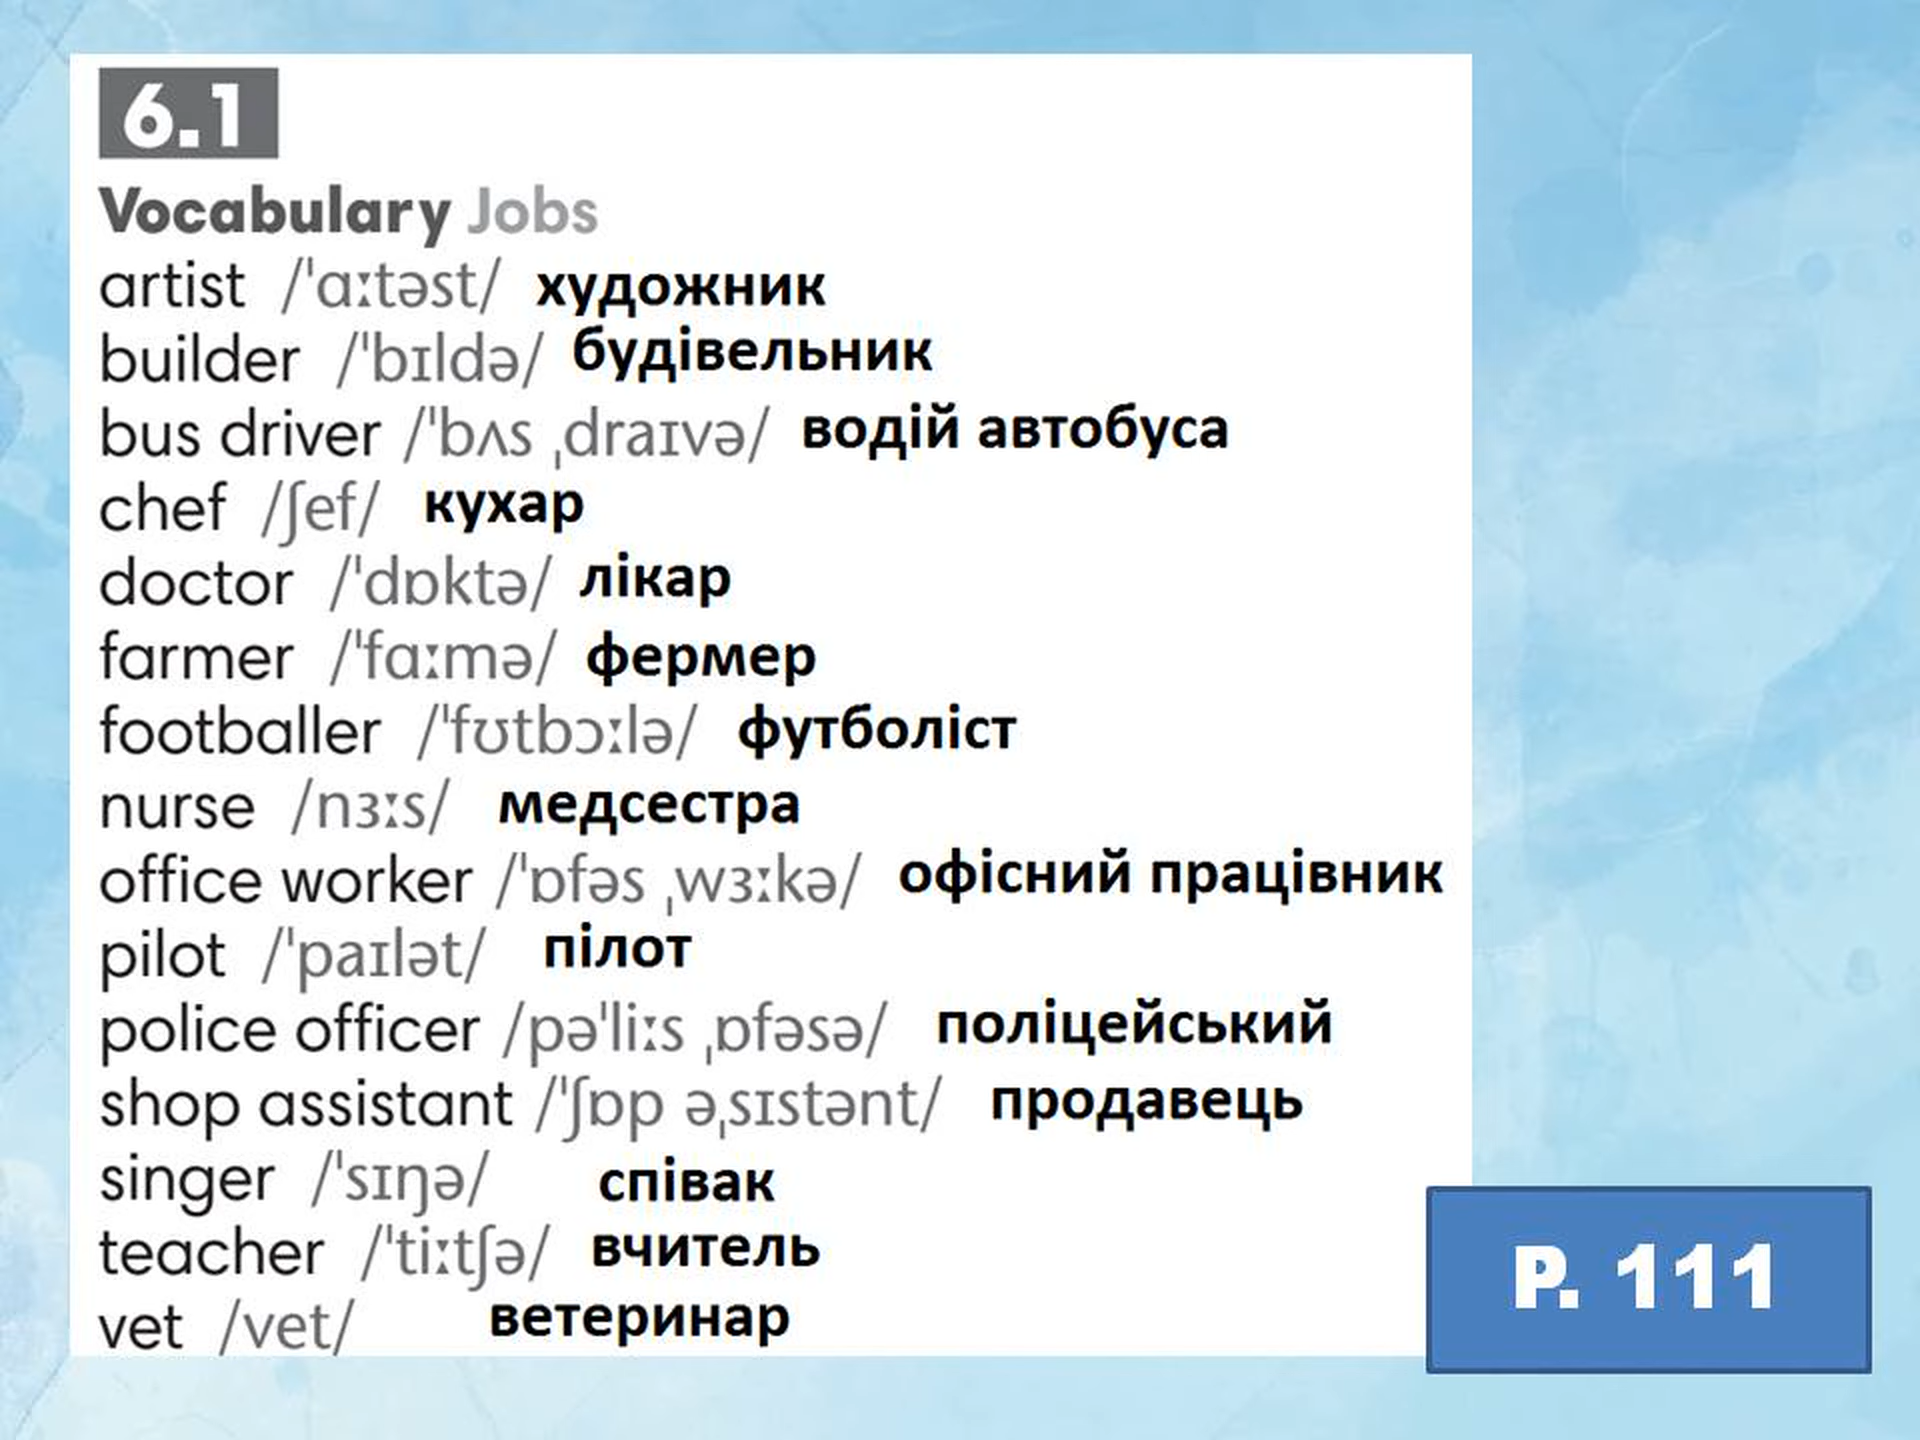 6.1
Vocabulary Jobs
artist /ˈɑːtəst/ художник
builder /ˈbɪldə/ будівельник
bus driver /ˈbʌs ˌdraɪvə/ водій автобуса
chef /ʃef/ кухар
doctor /ˈdɒktə/ лікар
farmer /ˈfɑːmə/ фермер
footballer /ˈfʊtbɔːlə/ футболіст
nurse /nɜːs/ медсестра
office worker /ˈɒfəs ˌwɜːkə/ офісний працівник
pilot /ˈpaɪlət/ пілот
police officer /pəˈliːs ˌɒfəsə/ поліцейський
shop assistant /ˈʃɒp əˌsɪstənt/ продавець
singer /ˈsɪŋə/ співак
teacher /ˈtiːtʃə/ вчитель
vet /vet/ ветеринар
P. 111